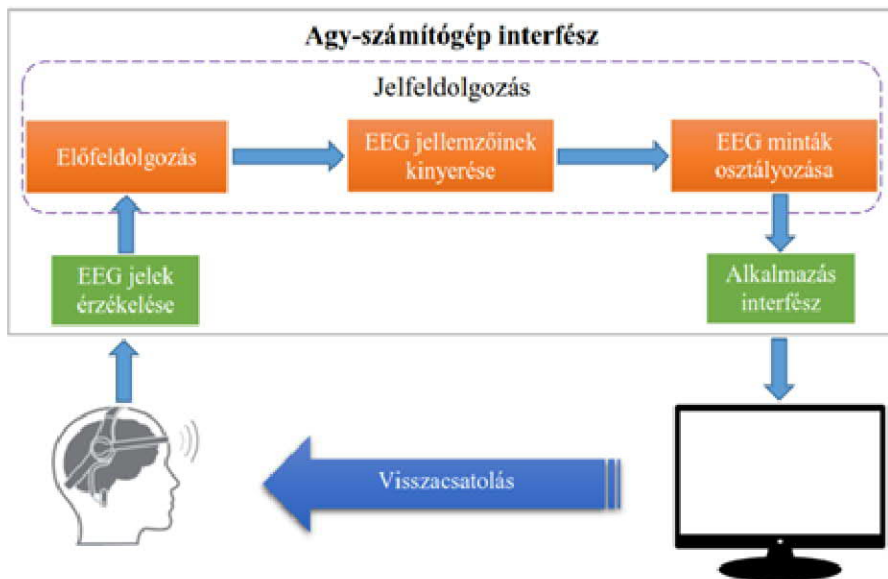 Agy-számítógép interfész
Jelfeldolgozás
Előfeldolgozás
EEG jellemzőinek
kinyerése
EEG minták
osztályozása
EEG jelek
érzékelése
Alkalmazás
interfész
Visszacsatolás